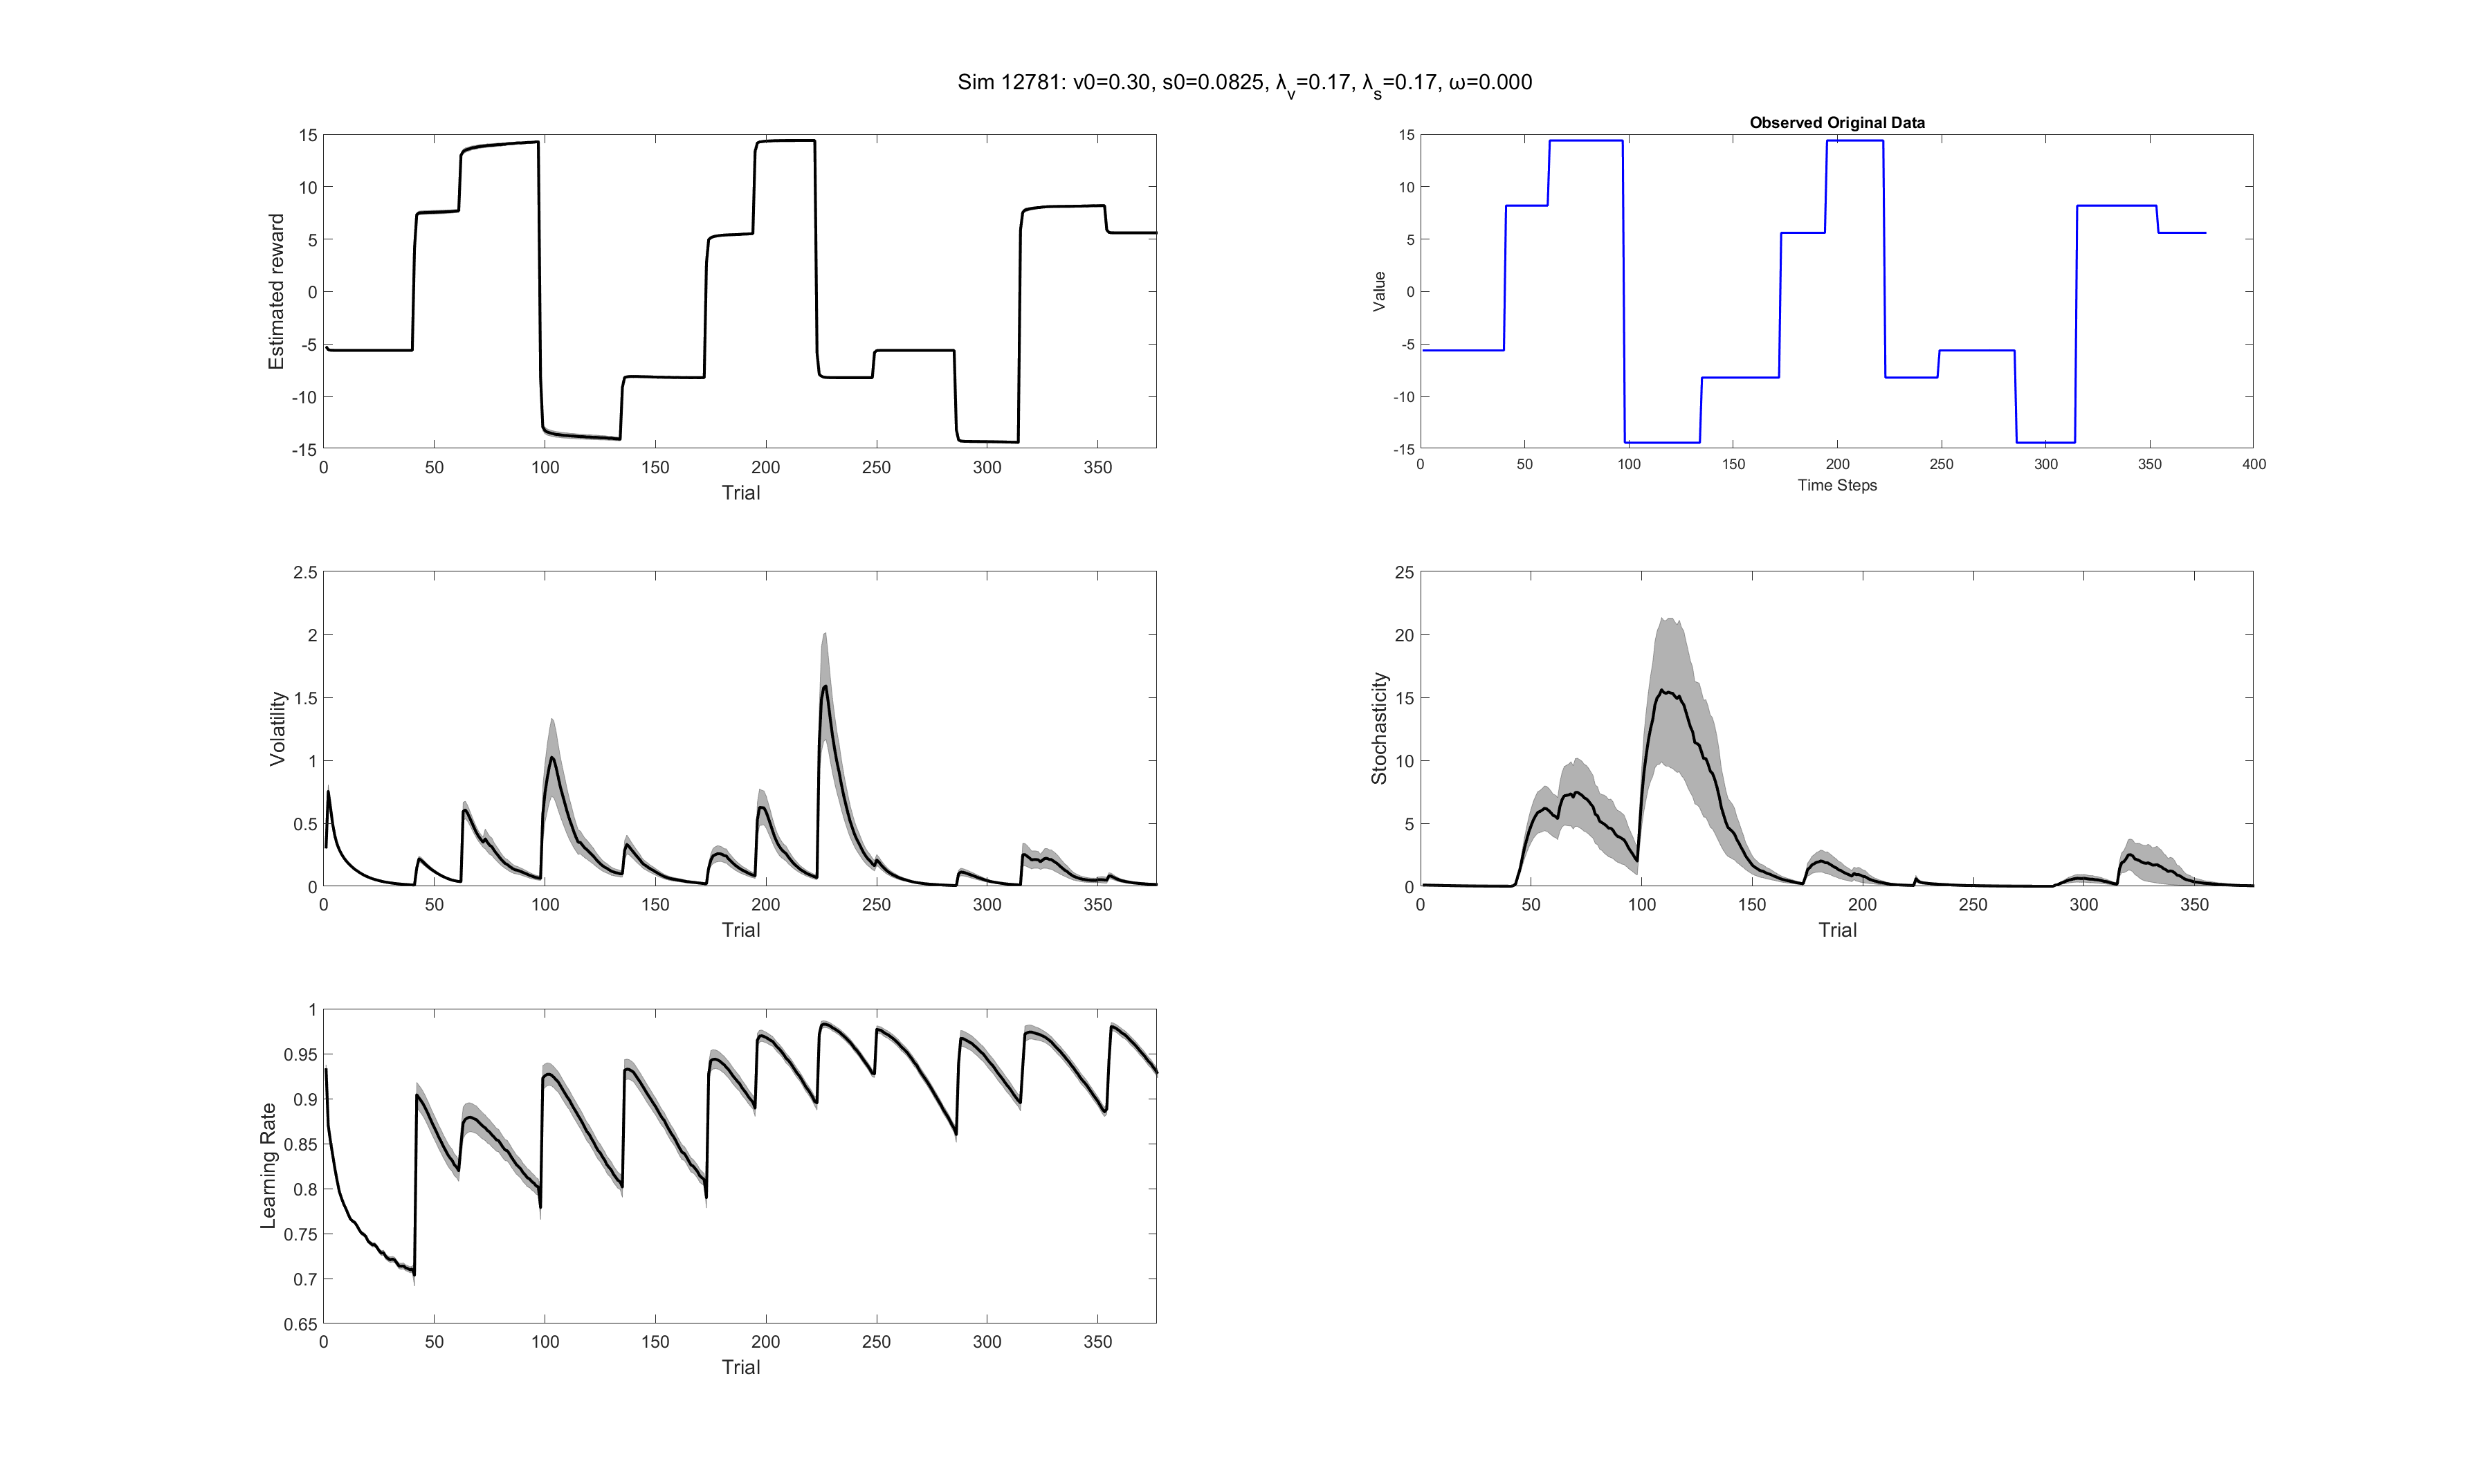 Sim 12781: v0=0.30, s0=0.0825, λv=0.17, λs=0.17, ω=0.000
15
10
5
0
-5
-10
-15
Estimated reward
0 50 100 150 200 250 300 350
Trial
Observed Original Data
15
10
5
0
-5
-10
-15
Value
0 50 100 150 200 250 300 350 400
Time Steps
2.5
2
1.5
1
0.5
0
Volatility
0 50 100 150 200 250 300 350
Trial
25
20
15
10
5
0
Stochasticity
0 50 100 150 200 250 300 350
Trial
1
0.95
0.9
0.85
0.8
0.75
0.7
0.65
Learning Rate
0 50 100 150 200 250 300 350
Trial